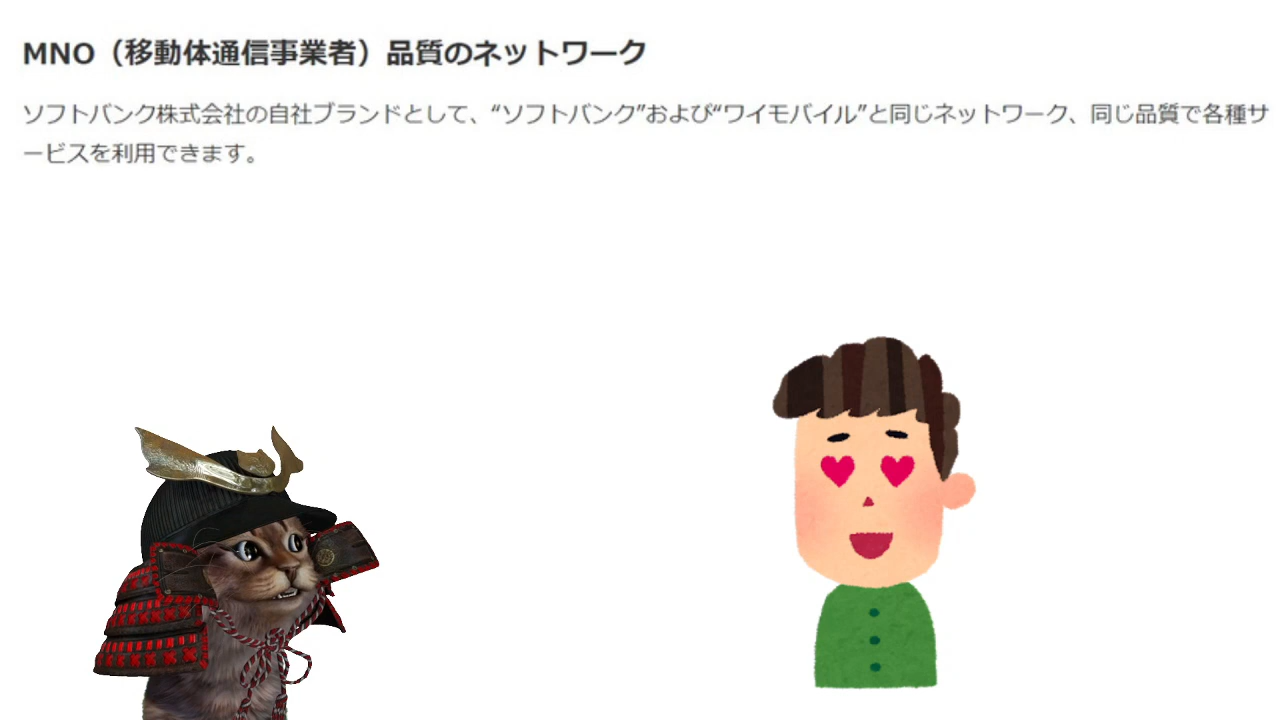 MNO（移動体通信事業者）品質のネットワーク
ソフトバンク株式会社の自社ブランドとして、“ソフトバンク”および“ワイモバイル”と同じネットワーク、同じ品質で各種サ
ービスを利用できます。